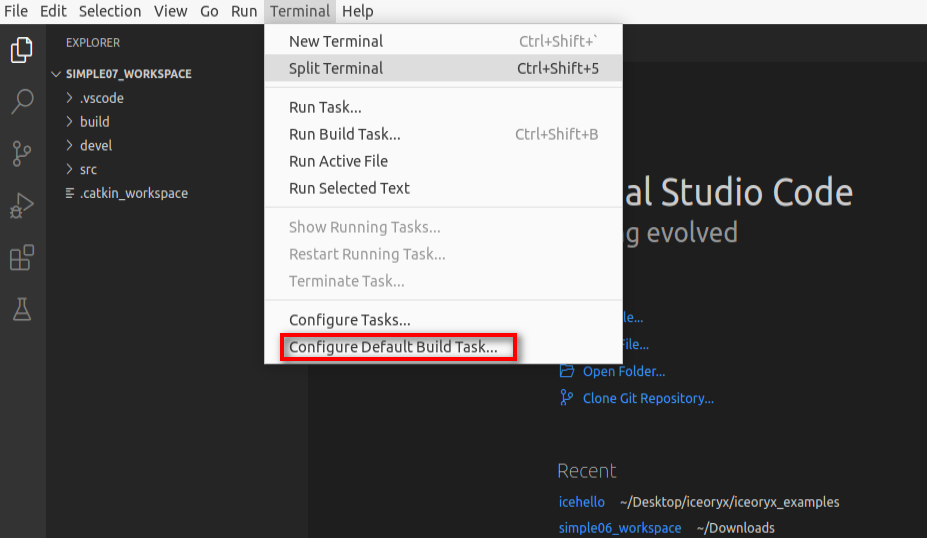 File Edit Selection View Go Run Terminal Help
EXPLORER
SIMPLE07_WORKSPACE
.vscode
build
devel
src
.catkin_workspace
New Terminal Ctrl+Shift+`
Split Terminal Ctrl+Shift+5
Run Task...
Run Build Task... Ctrl+Shift+B
Run Active File
Run Selected Text
Show Running Tasks...
Restart Running Task...
Terminate Task...
Configure Tasks...
Configure Default Build Task...
al Studio Code
g evolved
le...
File...
Open Folder...
Clone Git Repository...
Recent
icehello ~/Desktop/iceoryx/iceoryx_examples
simple06_workspace ~/Downloads